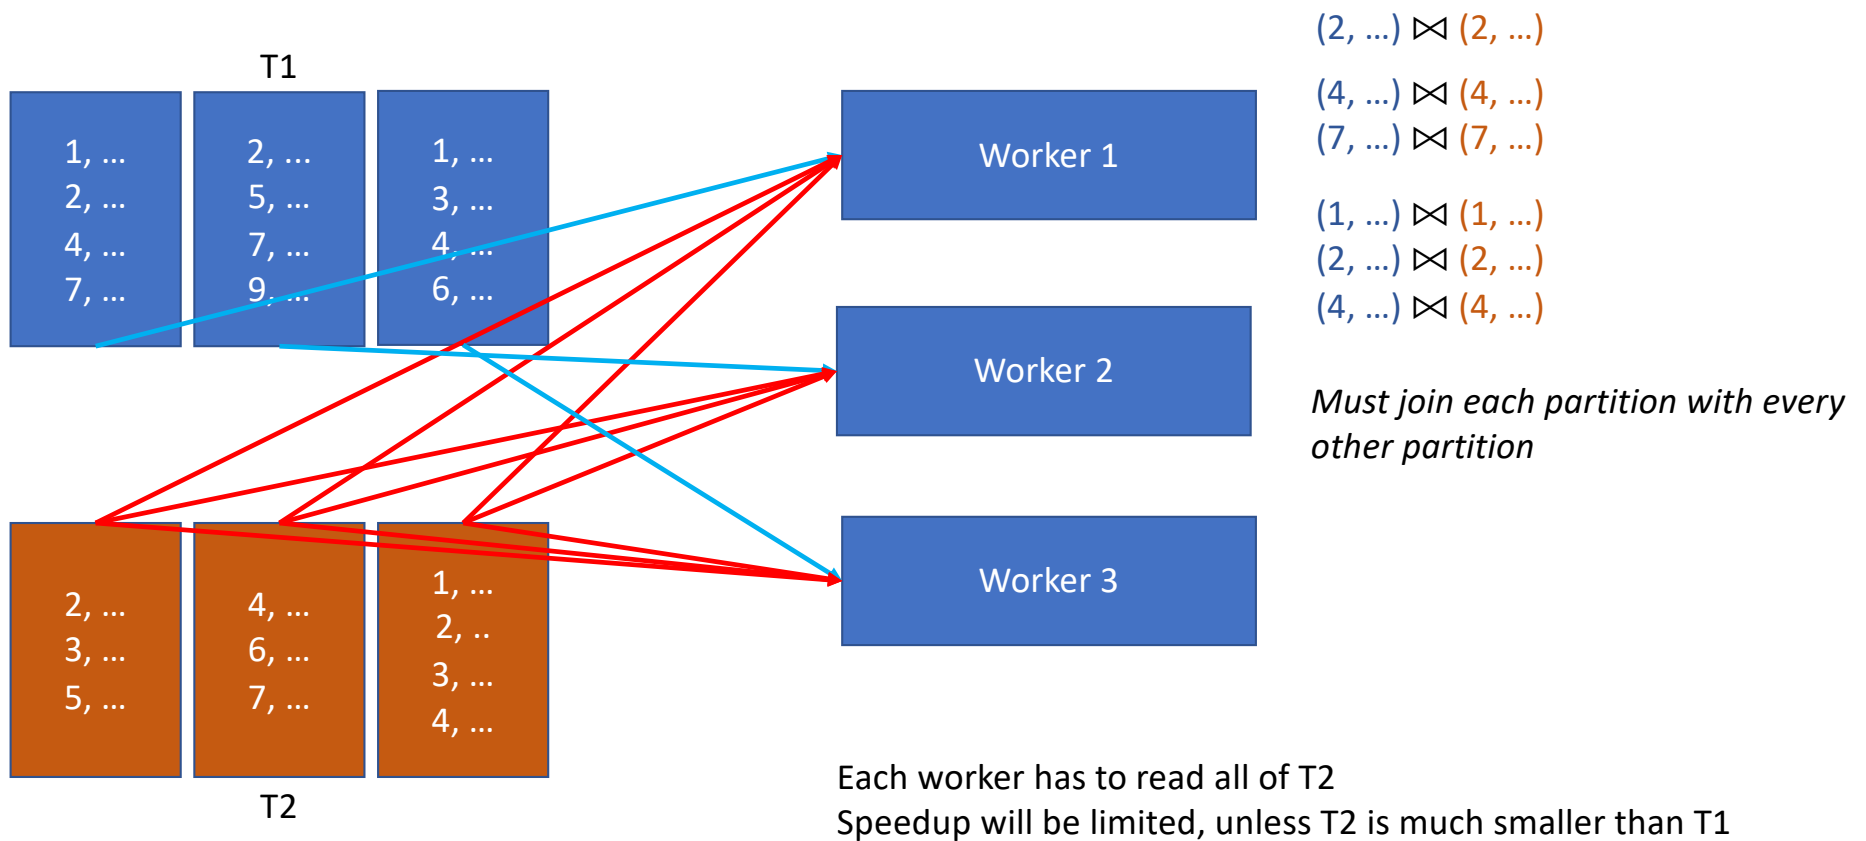 T1
1, ...
2, ...
4, ...
7, ...
2, ...
5, ...
7, ...
9, ...
1, ...
3, ...
4, ...
6, ...
Worker 1
Worker 2
Worker 3
(2, ...) ⋈ (2, ...)
(4, ...) ⋈ (4, ...)
(7, ...) ⋈ (7, ...)
(1, ...) ⋈ (1, ...)
(2, ...) ⋈ (2, ...)
(4, ...) ⋈ (4, ...)
Must join each partition with every
other partition
2, ...
3, ...
5, ...
4, ...
6, ...
7, ...
1, ...
2, ..
3, ...
4, ...
T2
Each worker has to read all of T2
Speedup will be limited, unless T2 is much smaller than T1